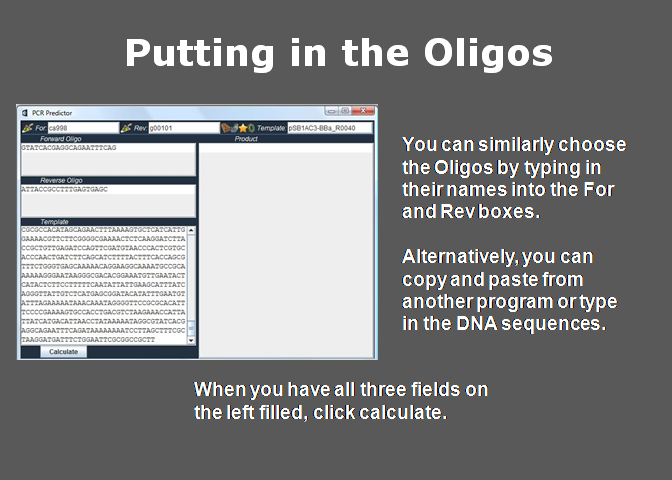 Putting in the Oligos
PCR Predictor
For ca998 Rev g00101 Template pSB1AC3-BBa_R0040
Forward Oligo Product
GTATCACGAGGCAGAATTTCAG
Reverse Oligo
ATTACCGCCTTTGAGTGAGC
Template
CGCGCCACATAGCAGAACTTTAAAAGTGCTCATCATTG
GAAAACGTTCTTCGGGGCGAAAACTCTCAAGGATCTTA
CCGCTGTTGAGATCCAGTTCGATGTAACCCACTCGTGC
ACCCAACTGATCTTCAGCATCTTTTACTTTCACCAGCG
TTTCTGGGTGAGCAAAAACAGGAAGGCAAAATGCCGCA
AAAAAGGGAATAAGGGCGACACGGAAATGTTGAATACT
CATACTCTTCCTTTTTCAATATTATTGAAGCATTTATC
AGGGTTATTGTCTCATGAGCGGATACATATTTGAATGT
ATTTAGAAAAATAAACAAATAGGGGTTCCGCGCACATT
TCCCCGAAAAGTGCCACCTGACGTCTAAGAAACCATTA
TTATCATGACATTAACCTATAAAAATAGGCGTATCACG
AGGCAGAATTTCAGATAAAAAAAATCCTTAGCTTTCGC
TAAGGATGATTTCTGGAATTCGCGGCCGCTT
Calculate
You can similarly choose
the Oligos by typing in
their names into the For
and Rev boxes.
Alternatively, you can
copy and paste from
another program or type
in the DNA sequences.
When you have all three fields on
the left filled, click calculate.